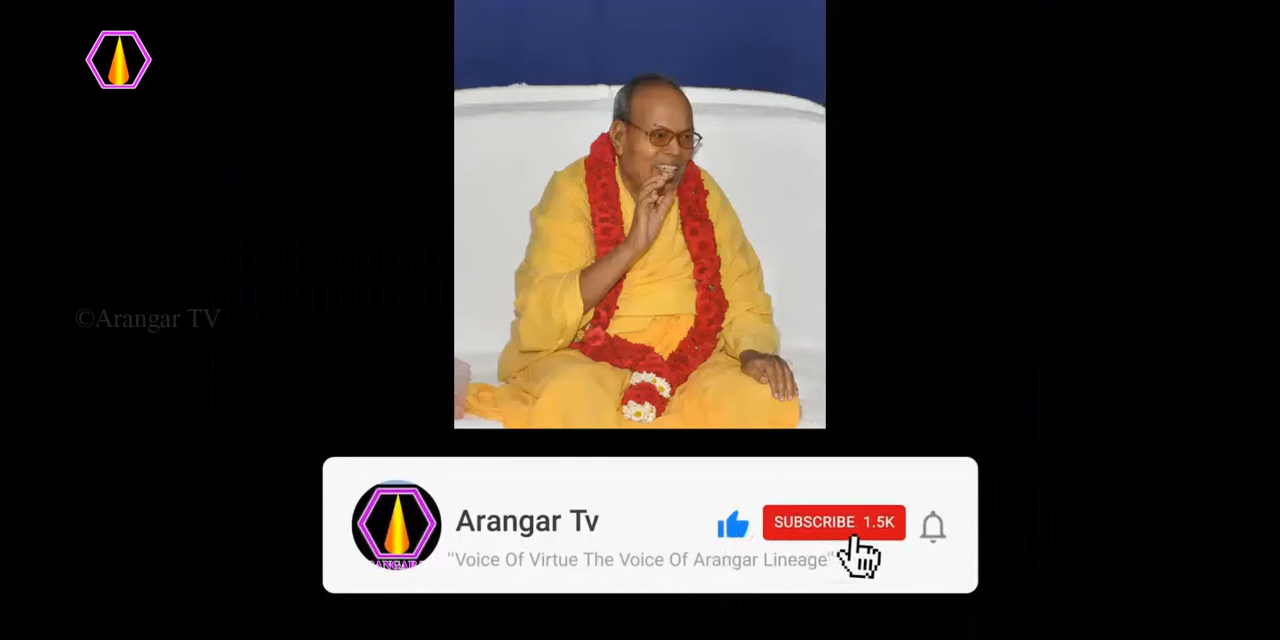 ©Arangar TV
Arangar Tv
SUBSCRIBE 1.5K
"Voice Of Virtue The Voice Of Arangar Lineage"